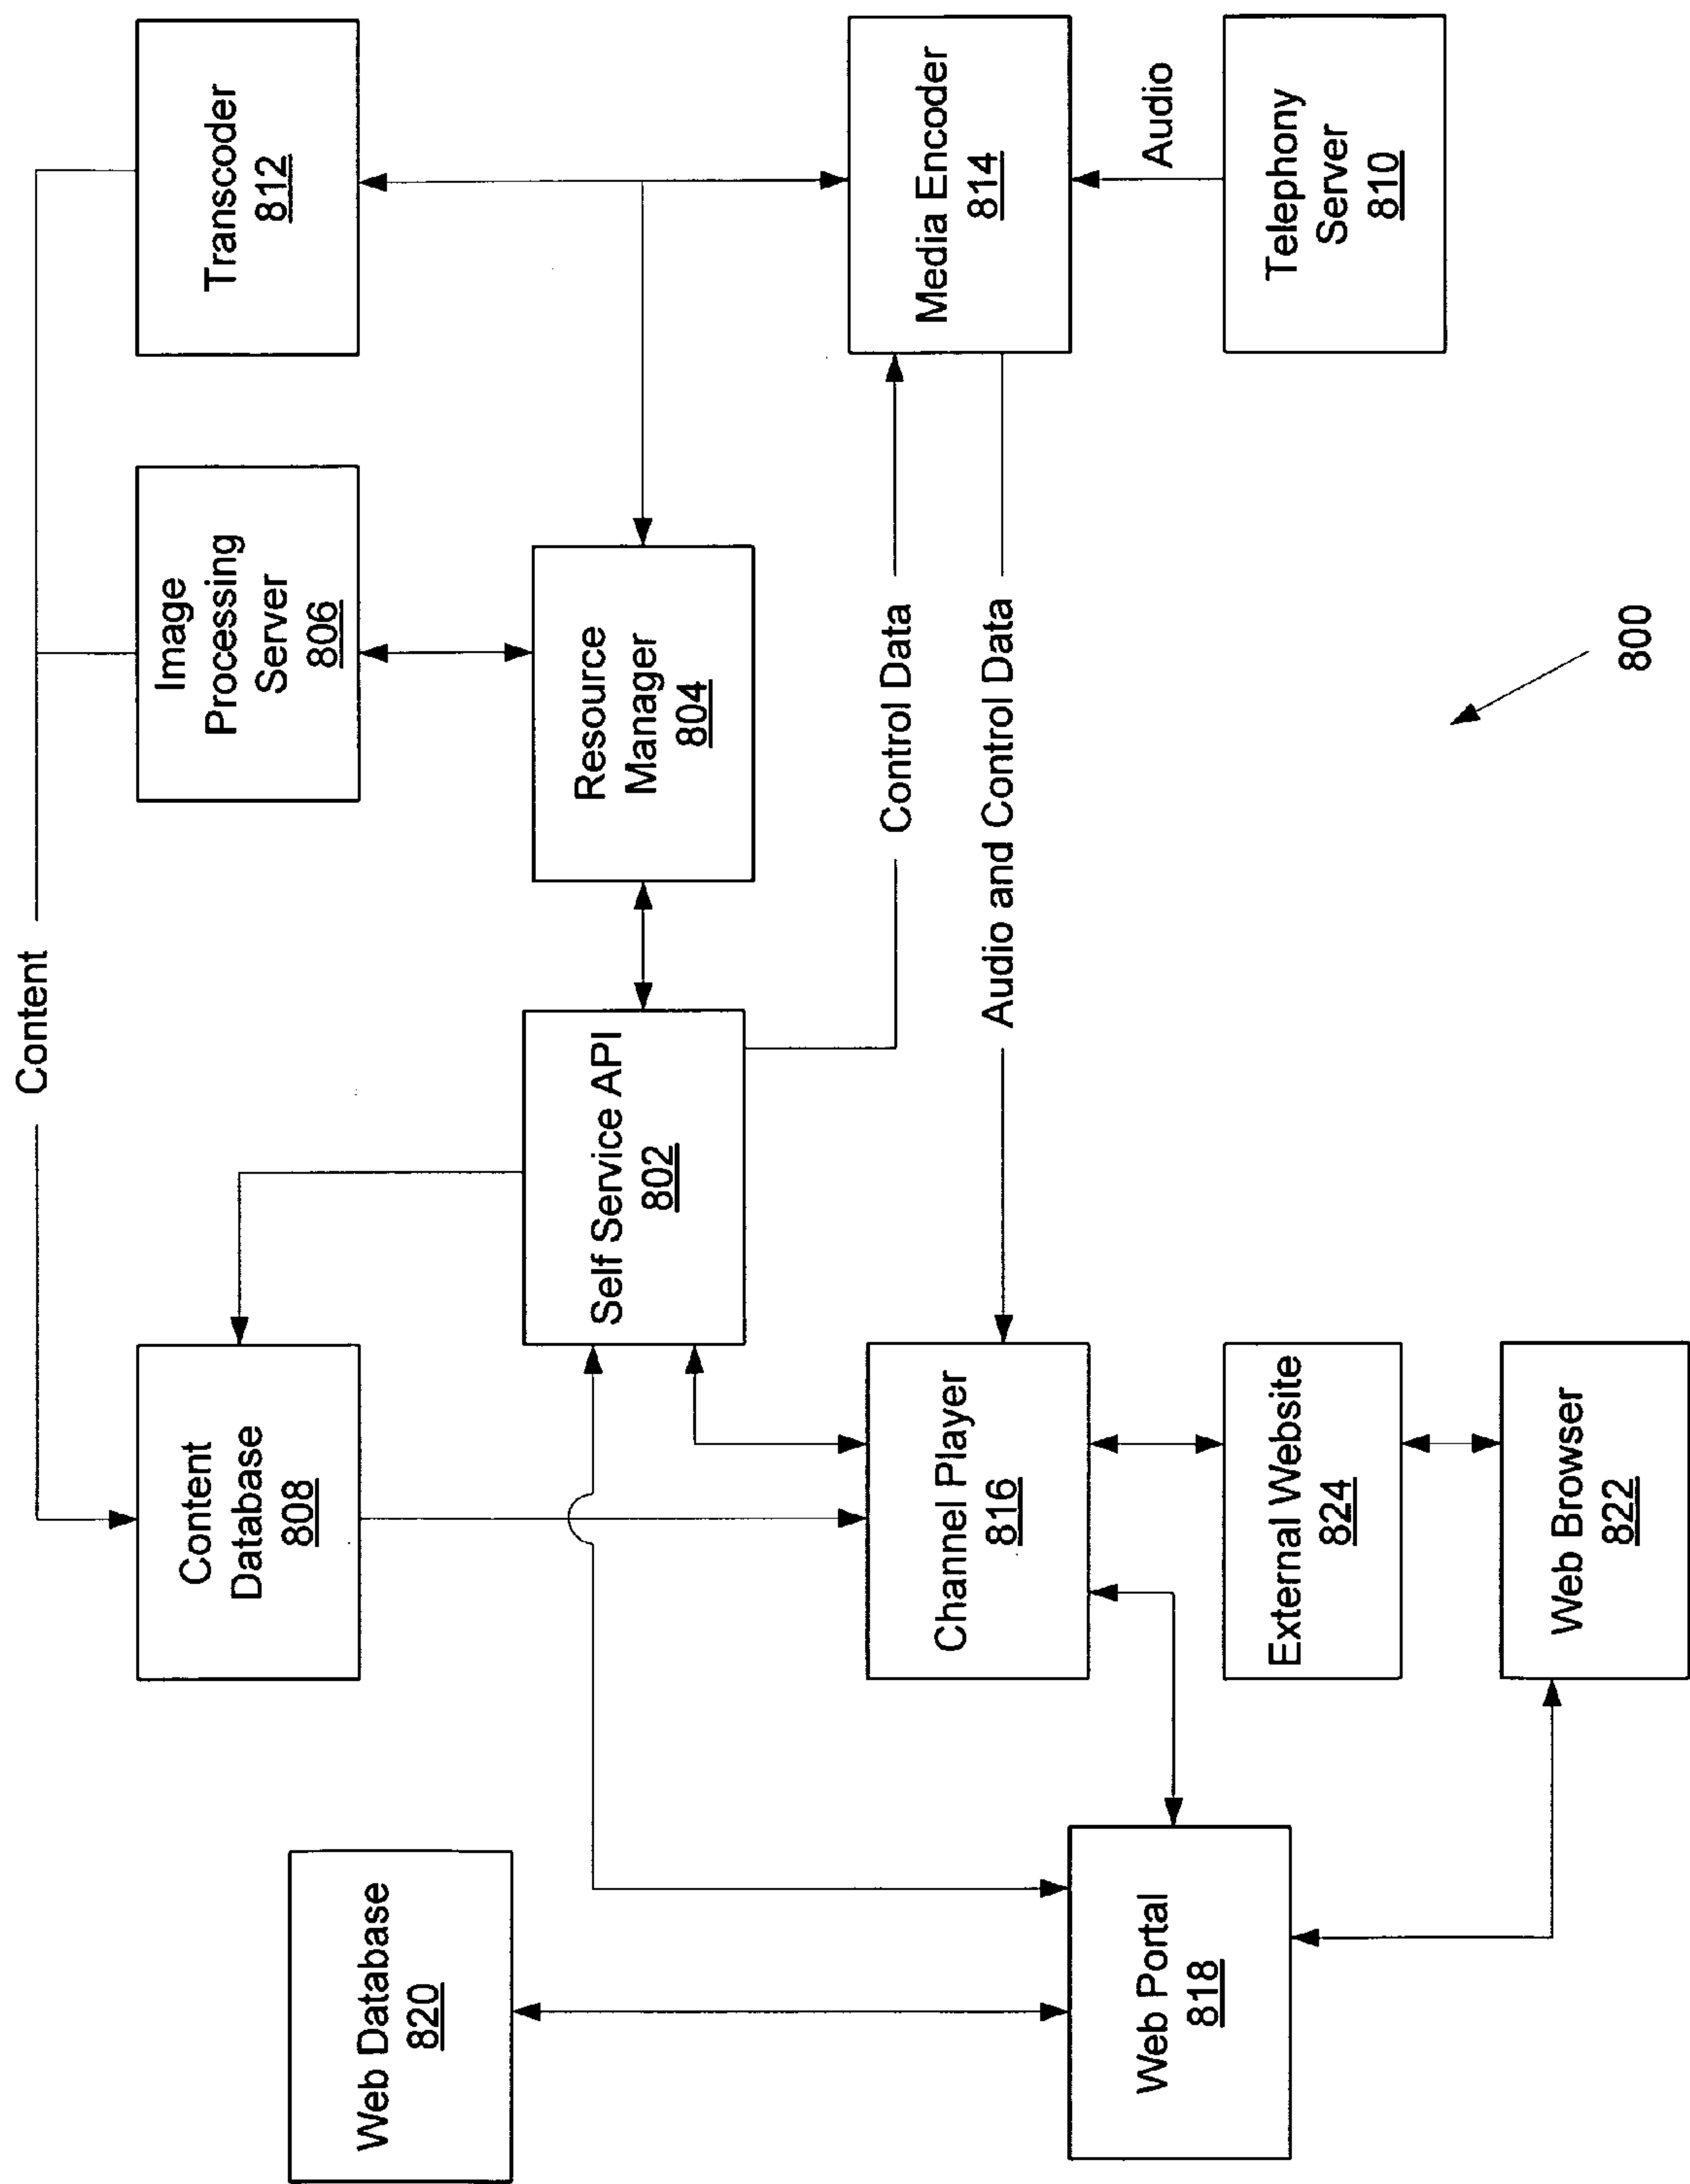 Content
Transcoder
812
Image
Processing
Server
806
Content
Database
808
Web Database
820
Resource
Manager
804
Self Service API
802
Media Encoder
814
Control Data
Audio and Control Data
Channel Player
816
Audio
Telephony
Server
810
External Website
824
Web Portal
818
Web Browser
822
800